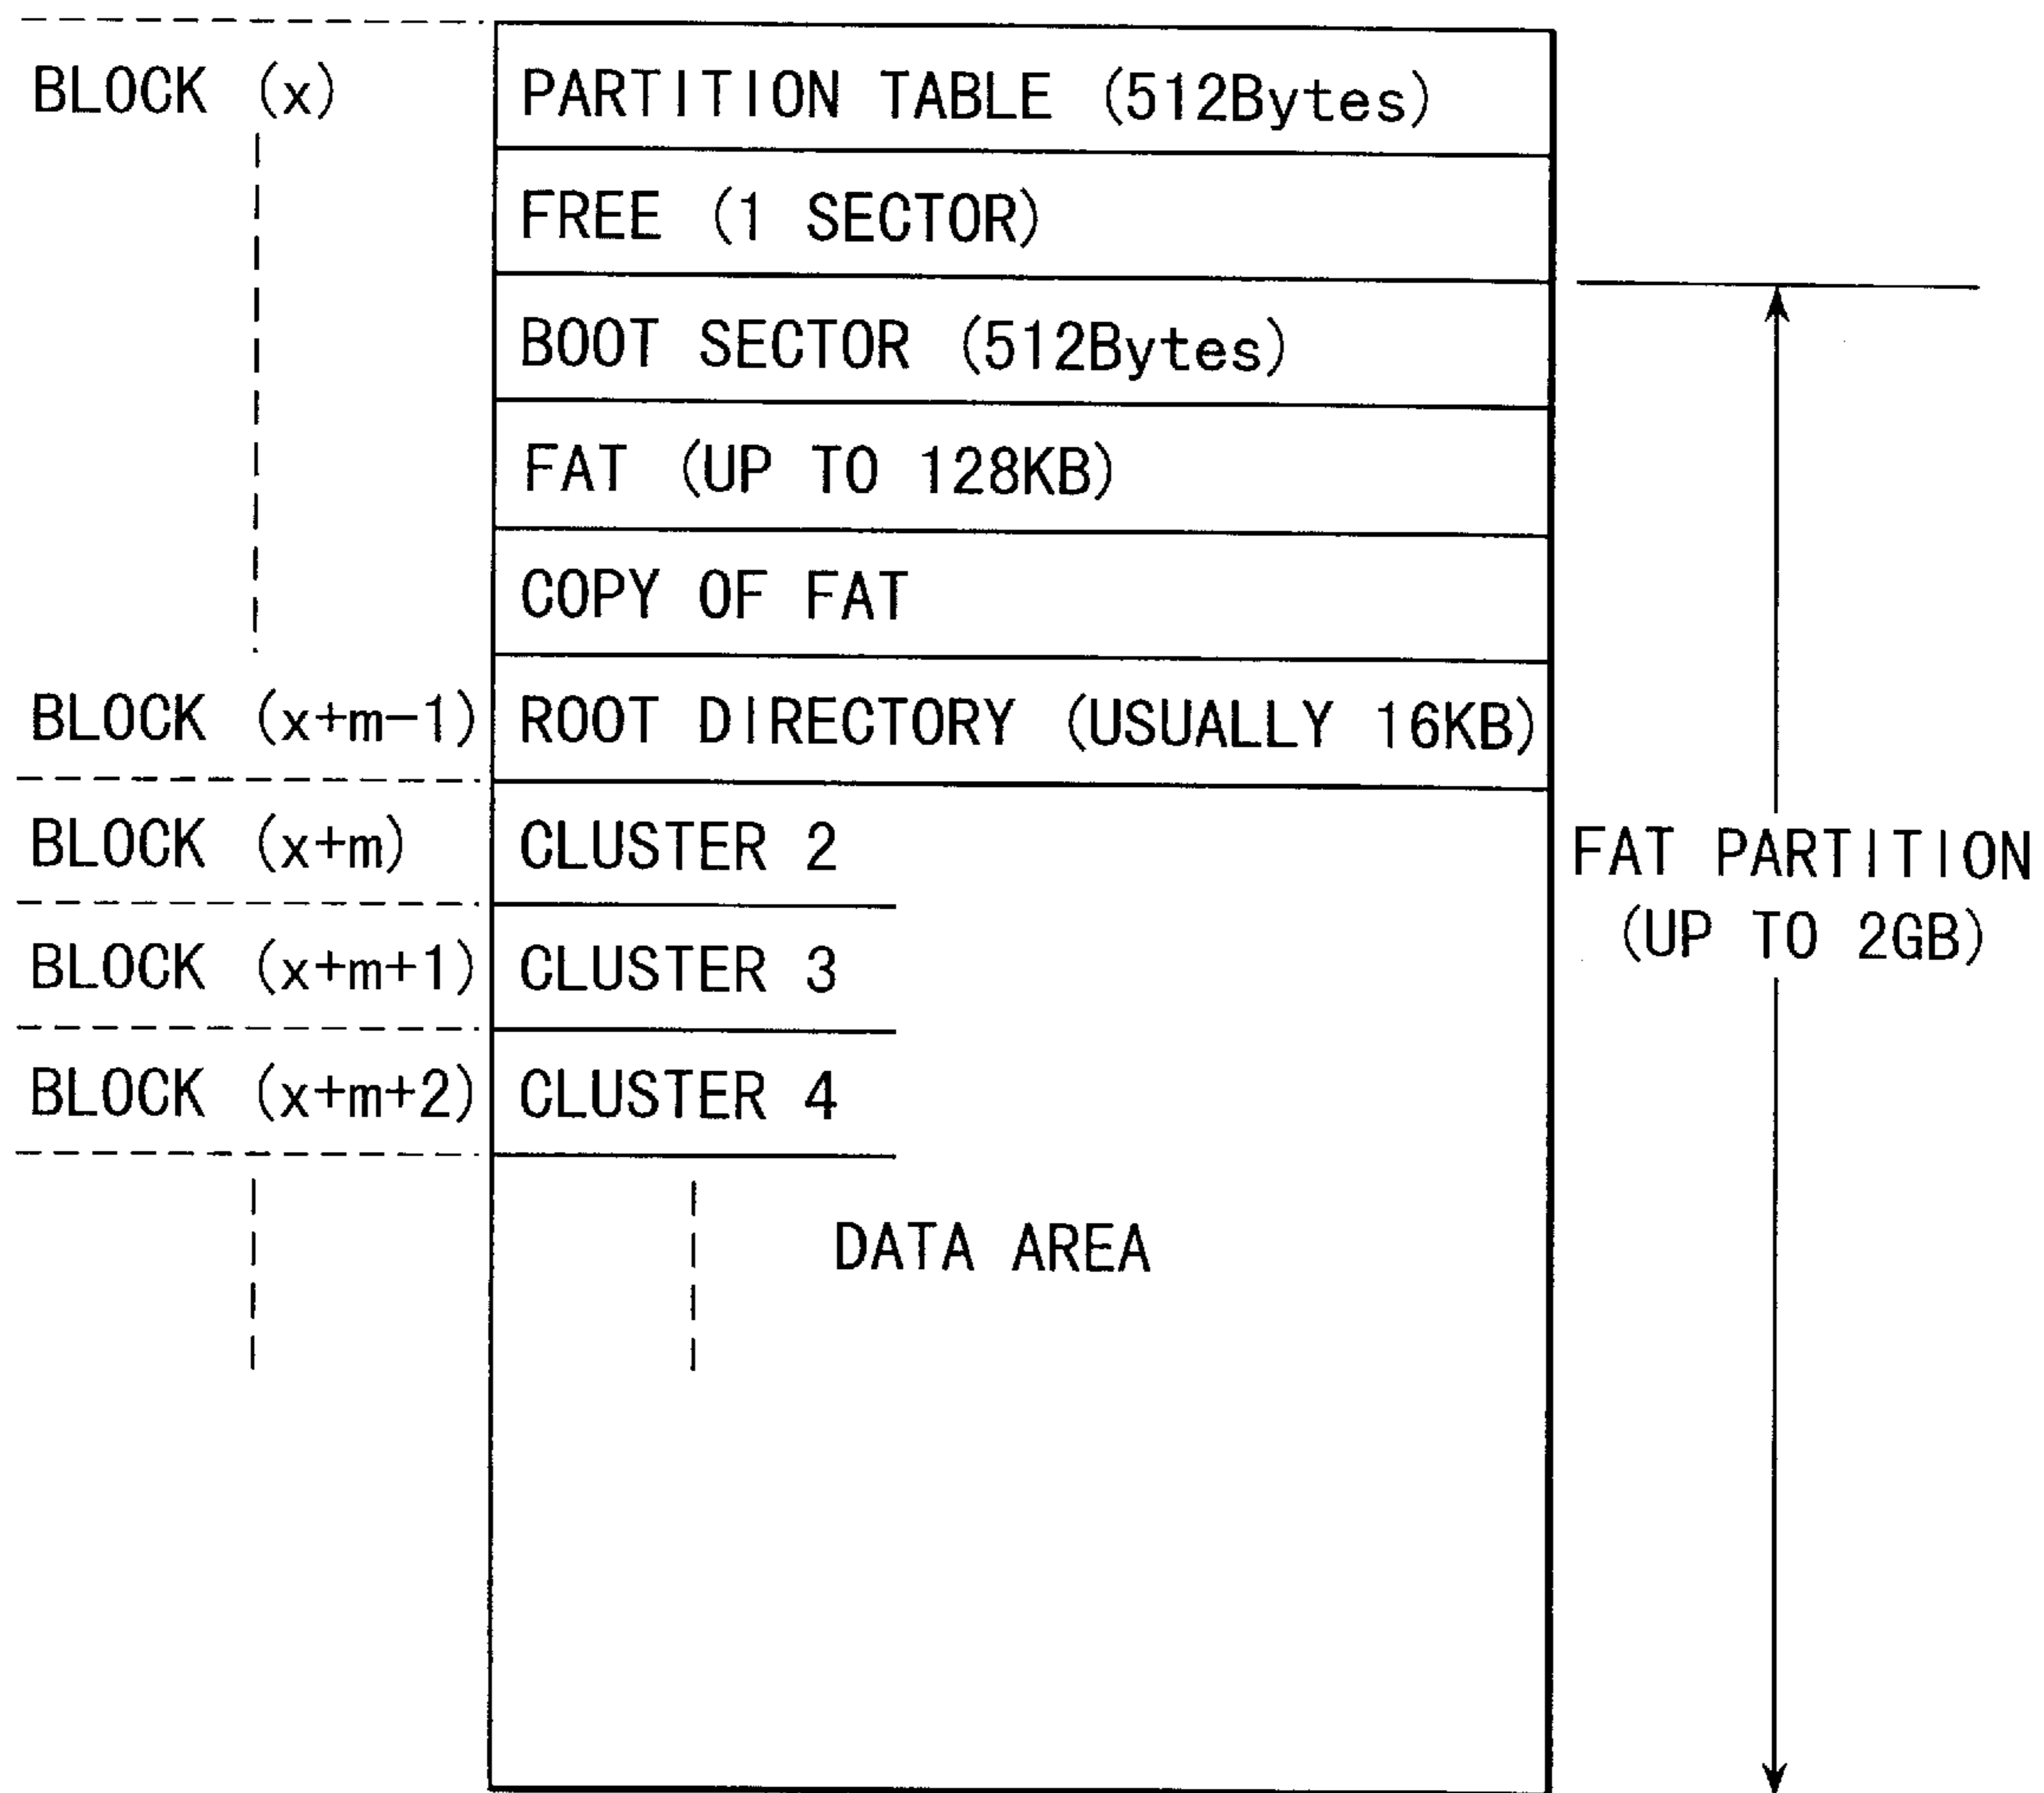 BLOCK (x) PARTITION TABLE (512Bytes)
FREE (1 SECTOR)
BOOT SECTOR (512Bytes)
FAT (UP TO 128KB)
COPY OF FAT
BLOCK (x+m-1) ROOT DIRECTORY (USUALLY 16KB)
BLOCK (x+m) CLUSTER 2
FAT PARTITION
(UP TO 2GB)
BLOCK (x+m+1) CLUSTER 3
BLOCK (x+m+2) CLUSTER 4
DATA AREA